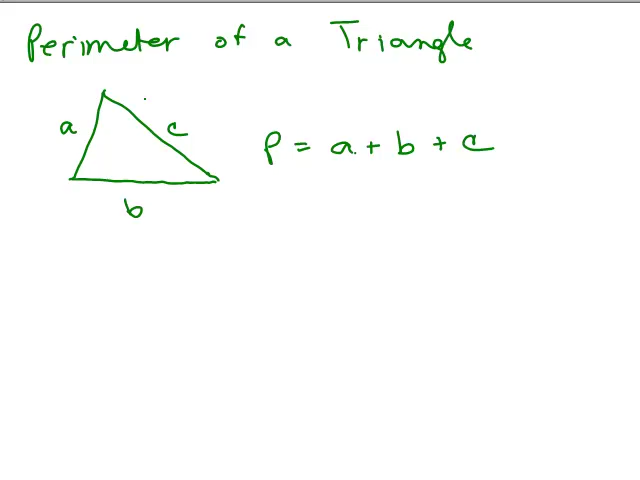 Perimeter of a Triangle
a
c
P = a + b + c
b